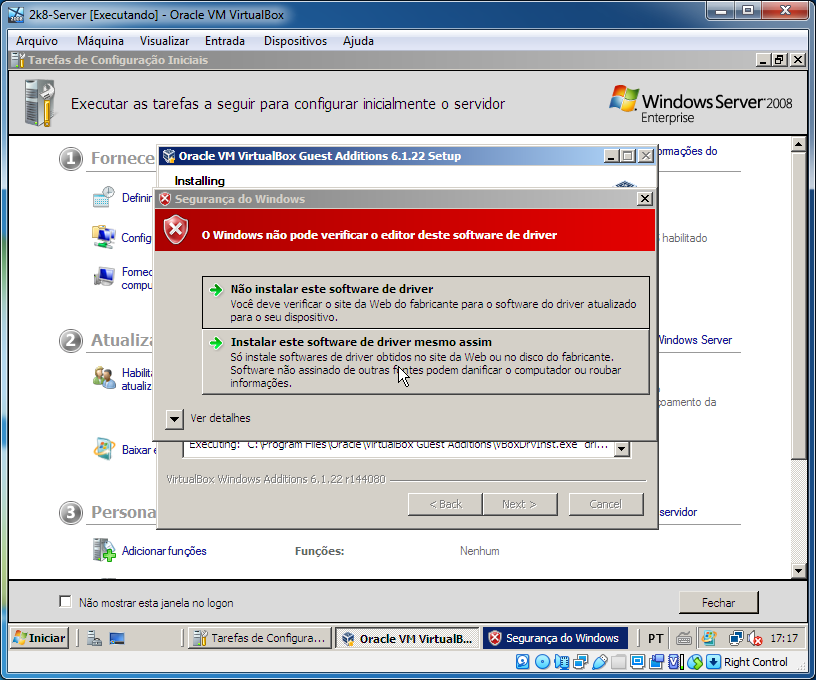 2k8-Server [Executando] - Oracle VM VirtualBox
Arquivo Máquina Visualizar Entrada Dispositivos Ajuda
Tarefas de Configuração Iniciais
Executar as tarefas a seguir para configurar inicialmente o servidor
Windows Server 2008
Enterprise
1 Fornece
ormações do
Oracle VM VirtualBox Guest Additions 6.1.22 Setup
Installing
Definir
Segurança do Windows
O Windows não pode verificar o editor deste software de driver
Config
habilitado
Fornec
compu
Não instalar este software de driver
Você deve verificar o site da Web do fabricante para o software do driver atualizado
para o seu dispositivo.
2 Atualiza
Windows Server
Instalar este software de driver mesmo assim
Só instale softwares de driver obtidos no site da Web ou no disco do fabricante.
Software não assinado de outras fontes podem danificar o computador ou roubar
informações.
Habilit
atualiz
oamento da
Ver detalhes
Baixar e
Executing: "C:\Program Files\Oracle\VirtualBox Guest Additions\VBoxDrvInst.exe" dri...
VirtualBox Windows Additions 6.1.22 r144080
< Back Next > Cancel
3 Persona
servidor
Adicionar funções Funções: Nenhum
Não mostrar esta janela no logon Fechar
Iniciar Tarefas de Configura... Oracle VM VirtualB... Segurança do Windows PT 17:17
Right Control